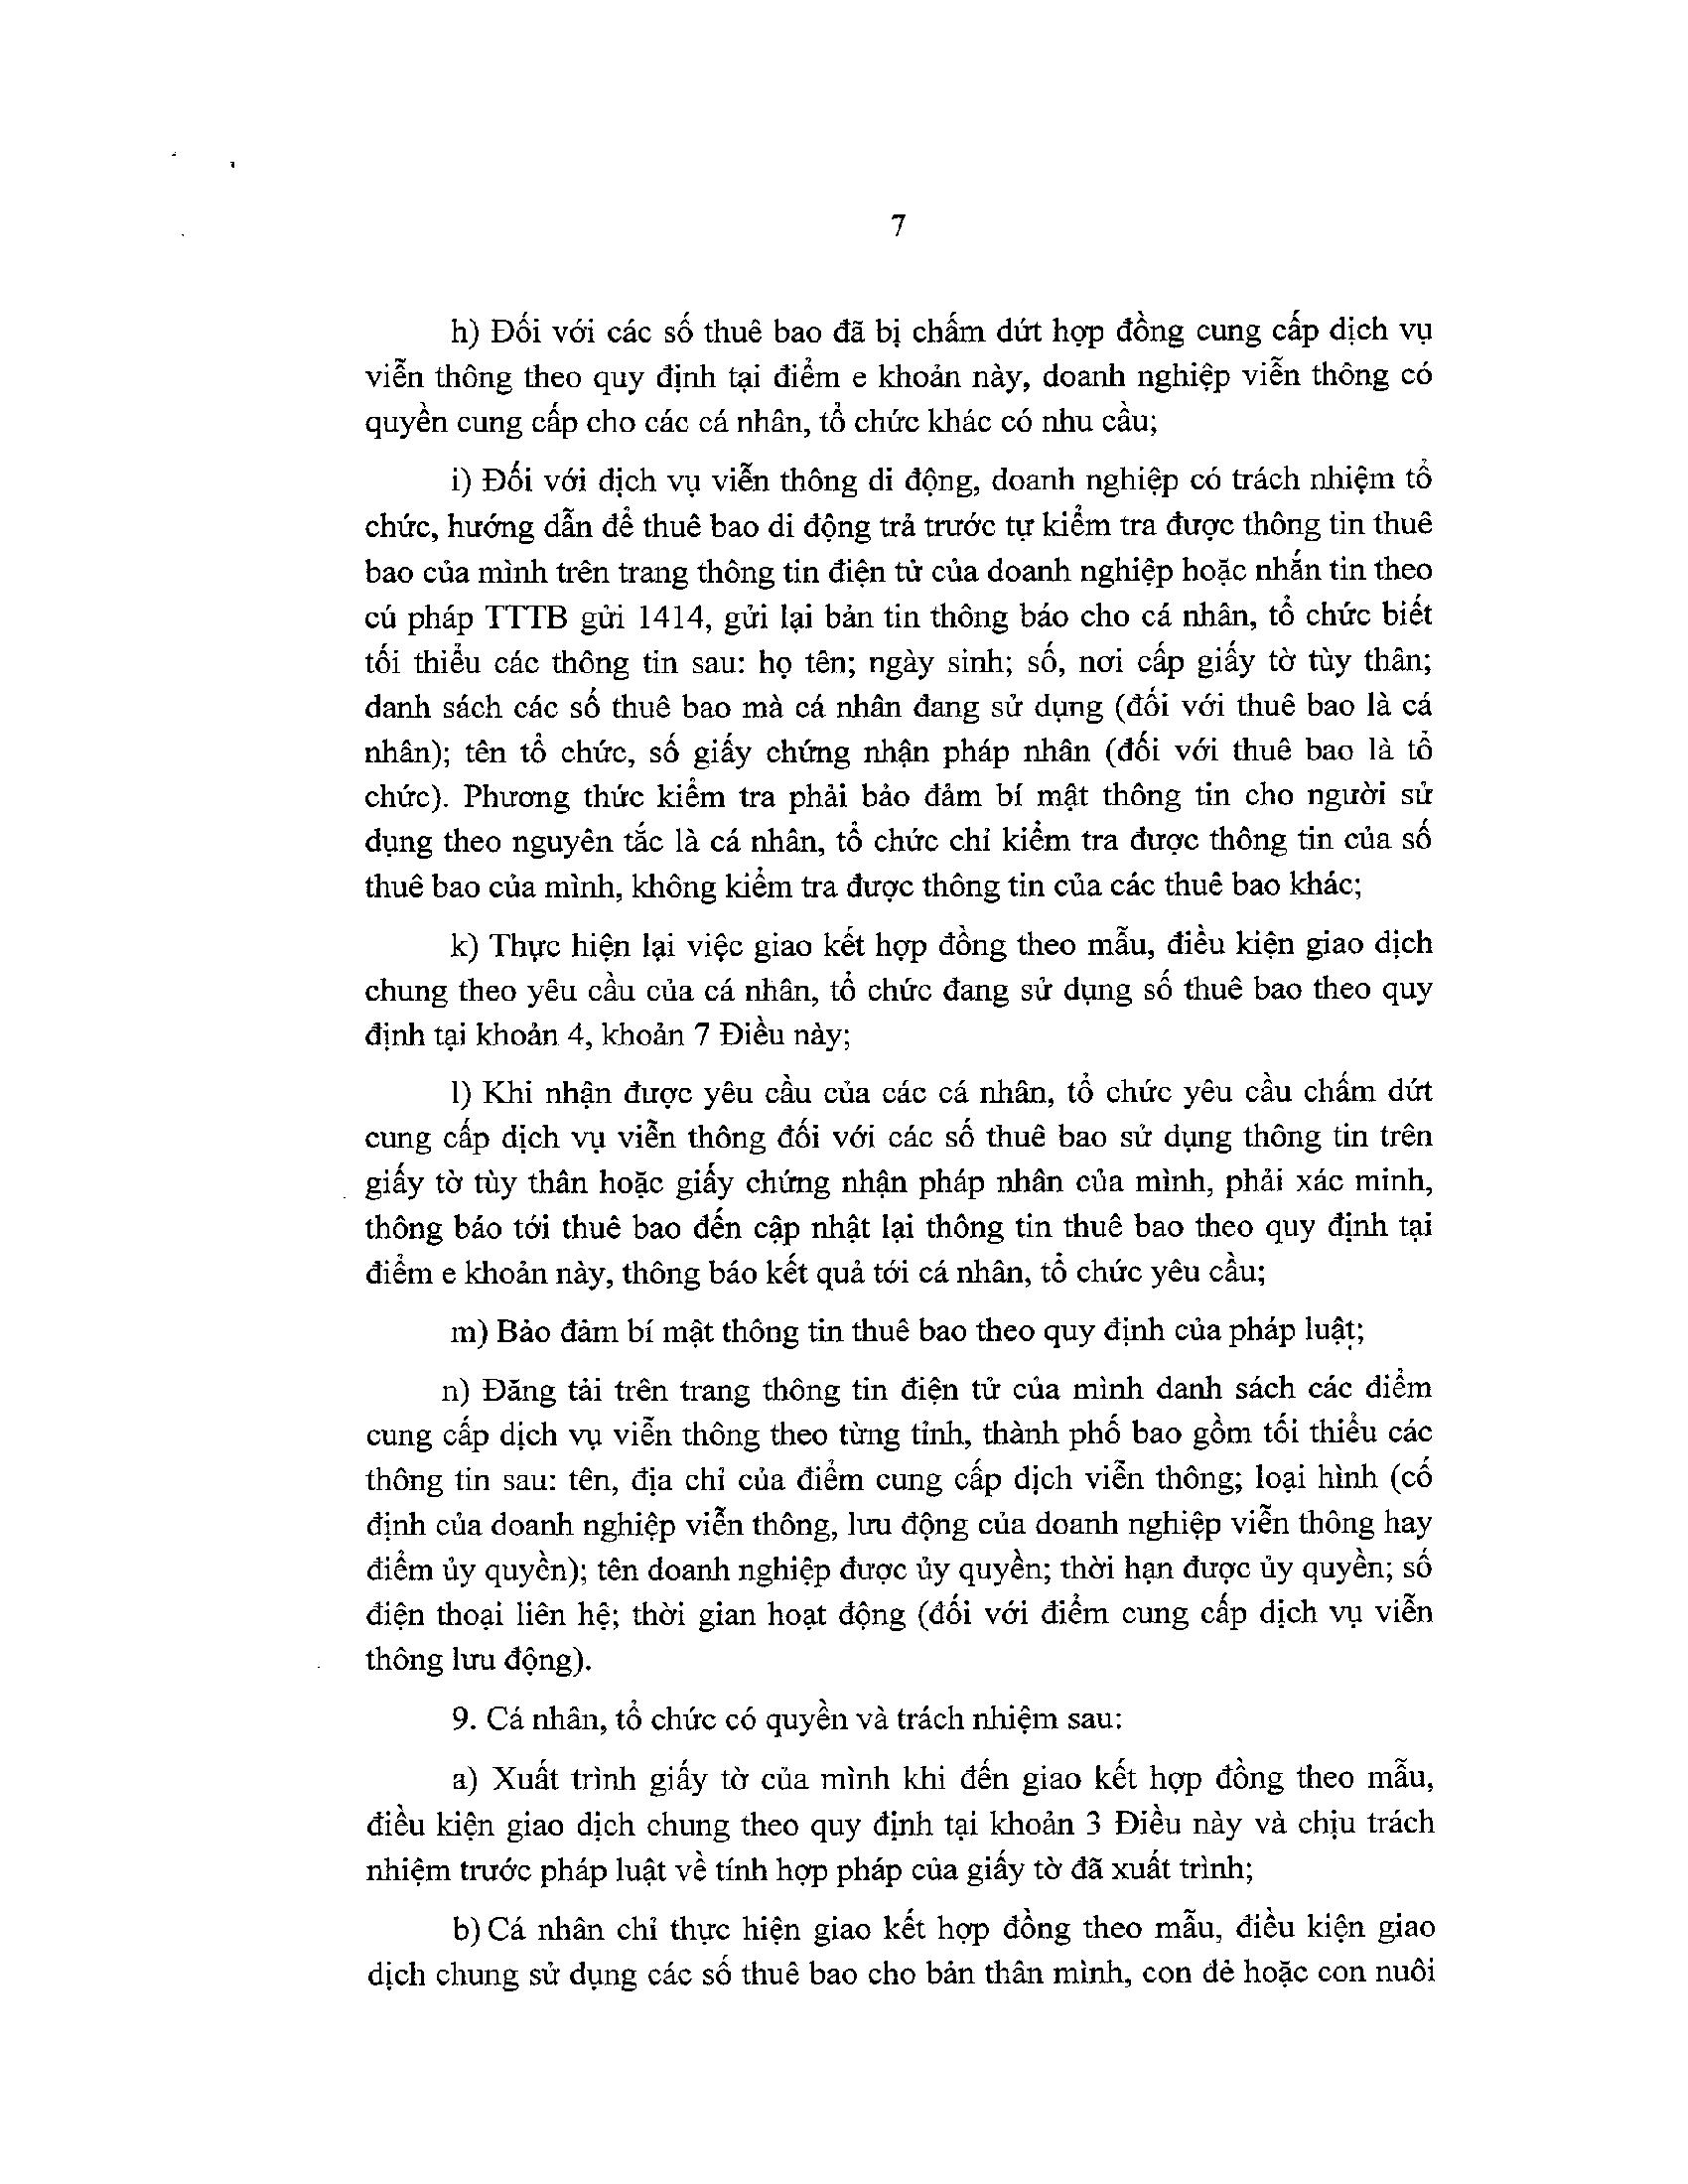 7
h) Đối với các số thuê bao đã bị chấm dứt hợp đồng cung cấp dịch vụ
viễn thông theo quy định tại điểm e khoản này, doanh nghiệp viễn thông có
quyền cung cấp cho các cá nhân, tổ chức khác có nhu cầu;
i) Đối với dịch vụ viễn thông di động, doanh nghiệp có trách nhiệm tổ
chức, hướng dẫn để thuê bao di động trả trước tự kiểm tra được thông tin thuê
bao của mình trên trang thông tin điện tử của doanh nghiệp hoặc nhắn tin theo
cú pháp TTTB gửi 1414, gửi lại bản tin thông báo cho cá nhân, tổ chức biết
tối thiểu các thông tin sau: họ tên; ngày sinh; số, nơi cấp giấy tờ tùy thân;
danh sách các số thuê bao mà cá nhân đang sử dụng (đối với thuê bao là cá
nhân); tên tổ chức, số giấy chứng nhận pháp nhân (đối với thuê bao là tổ
chức). Phương thức kiểm tra phải bảo đảm bí mật thông tin cho người sử
dụng theo nguyên tắc là cá nhân, tổ chức chỉ kiểm tra được thông tin của số
thuê bao của mình, không kiểm tra được thông tin của các thuê bao khác;
k) Thực hiện lại việc giao kết hợp đồng theo mẫu, điều kiện giao dịch
chung theo yêu cầu của cá nhân, tổ chức đang sử dụng số thuê bao theo quy
định tại khoản 4, khoản 7 Điều này;
l) Khi nhận được yêu cầu của các cá nhân, tổ chức yêu cầu chấm dứt
cung cấp dịch vụ viễn thông đối với các số thuê bao sử dụng thông tin trên
giấy tờ tùy thân hoặc giấy chứng nhận pháp nhân của mình, phải xác minh,
thông báo tới thuê bao đến cập nhật lại thông tin thuê bao theo quy định tại
điểm e khoản này, thông báo kết quả tới cá nhân, tổ chức yêu cầu;
m) Bảo đảm bí mật thông tin thuê bao theo quy định của pháp luật;
n) Đăng tải trên trang thông tin điện tử của mình danh sách các điểm
cung cấp dịch vụ viễn thông theo từng tỉnh, thành phố bao gồm tối thiểu các
thông tin sau: tên, địa chỉ của điểm cung cấp dịch viễn thông; loại hình (cố
định của doanh nghiệp viễn thông, lưu động của doanh nghiệp viễn thông hay
điểm ủy quyền); tên doanh nghiệp được ủy quyền; thời hạn được ủy quyền; số
điện thoại liên hệ; thời gian hoạt động (đối với điểm cung cấp dịch vụ viễn
thông lưu động).
9. Cá nhân, tổ chức có quyền và trách nhiệm sau:
a) Xuất trình giấy tờ của mình khi đến giao kết hợp đồng theo mẫu,
điều kiện giao dịch chung theo quy định tại khoản 3 Điều này và chịu trách
nhiệm trước pháp luật về tính hợp pháp của giấy tờ đã xuất trình;
b) Cá nhân chỉ thực hiện giao kết hợp đồng theo mẫu, điều kiện giao
dịch chung sử dụng các số thuê bao cho bản thân mình, con đẻ hoặc con nuôi